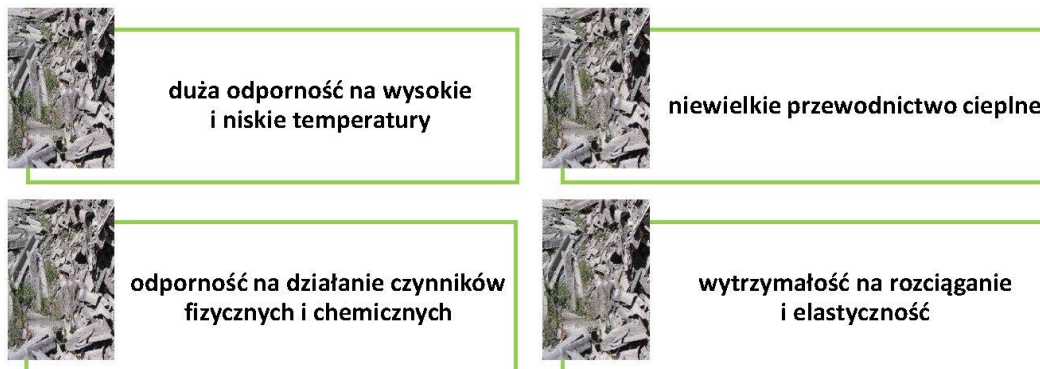 duża odporność na wysokie
i niskie temperatury
niewielkie przewodnictwo cieplne
odporność na działanie czynników
fizycznych i chemicznych
wytrzymałość na rozciąganie
i elastyczność